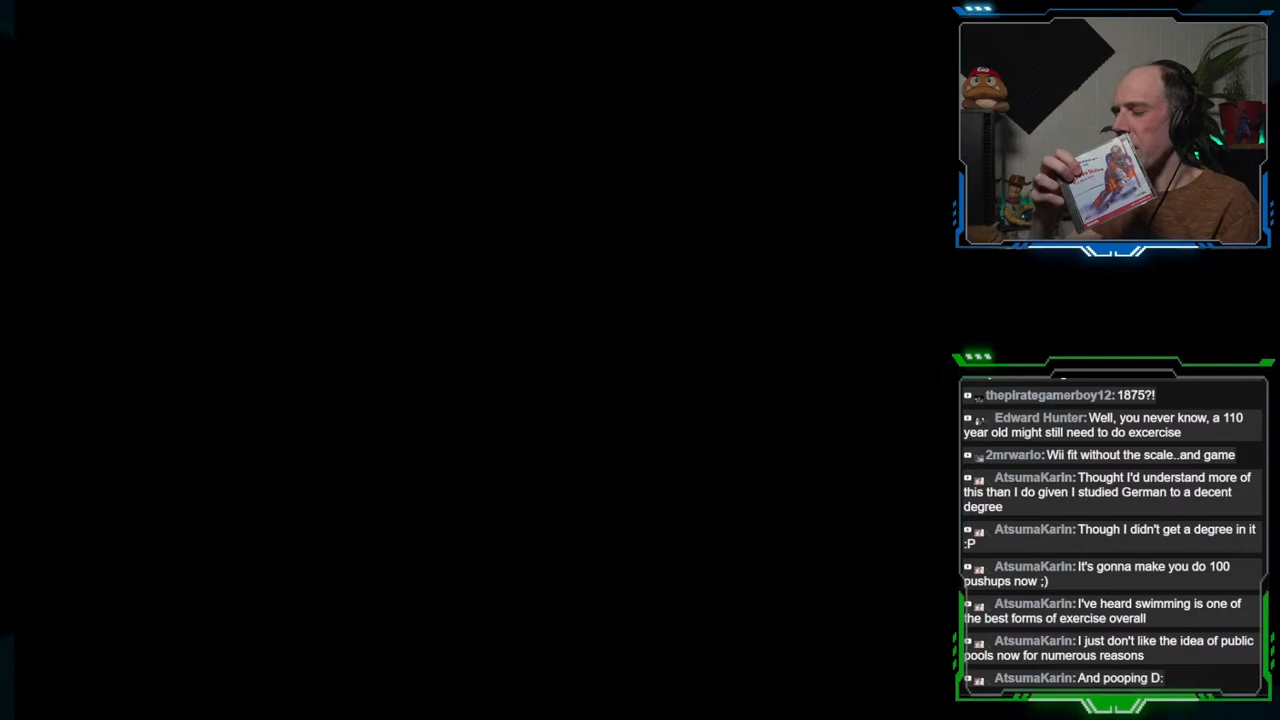 thepirategamerboy12: 1875?!
Edward Hunter: Well, you never know, a 110
year old might still need to do excercise
2mrwario: Wii fit without the scale..and game
AtsumaKarin: Thought I'd understand more of
this than I do given I studied German to a decent
degree
AtsumaKarin: Though I didn't get a degree in it
:P
AtsumaKarin: It's gonna make you do 100
pushups now ;)
AtsumaKarin: I've heard swimming is one of
the best forms of exercise overall
AtsumaKarin: I just don't like the idea of public
pools now for numerous reasons
AtsumaKarin: And pooping D: